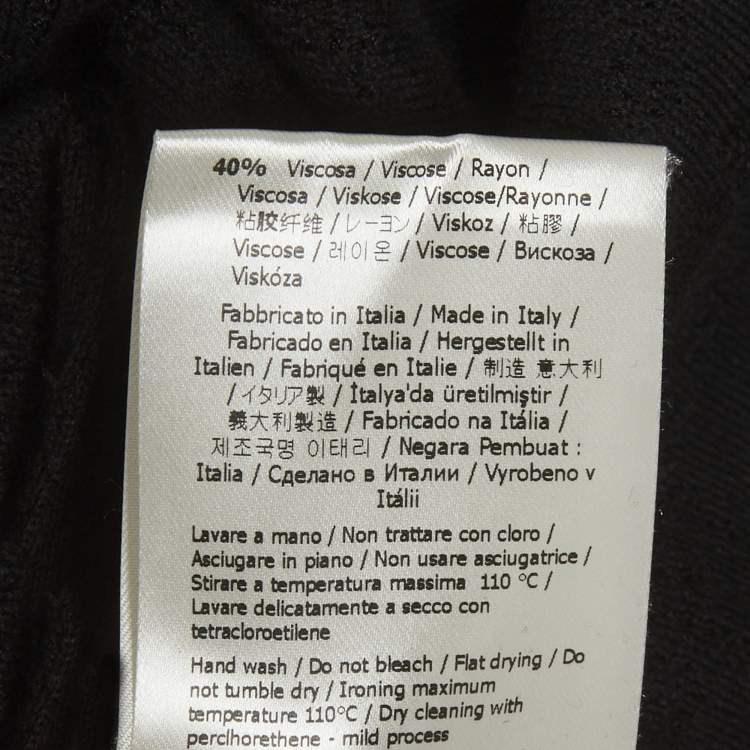 40% Viscosa / Viscose / Rayon /
Viscosa / Viskose / Viscose/Rayonne /
粘胶纤维 / レーヨン / Viskoz / 粘膠 /
Viscose / 레이온 / Viscose / Вискоза /
Viskóza
Fabbricato in Italia / Made in Italy /
Fabricado en Italia / Hergestellt in
Italien / Fabriqué en Italie / 制造 意大利
/ イタリア製 / İtalya'da üretilmiştir /
義大利製造 / Fabricado na Itália /
제조국명 이태리 / Negara Pembuat :
Italia / Сделано в Италии / Vyrobeno v
Itálii
Lavare a mano / Non trattare con cloro /
Asciugare in piano / Non usare asciugatrice /
Stirare a temperatura massima 110 °C /
Lavare delicatamente a secco con
tetracloroetilene
Hand wash / Do not bleach / Flat drying / Do
not tumble dry / Ironing maximum
temperature 110°C / Dry cleaning with
perclhorethene - mild process